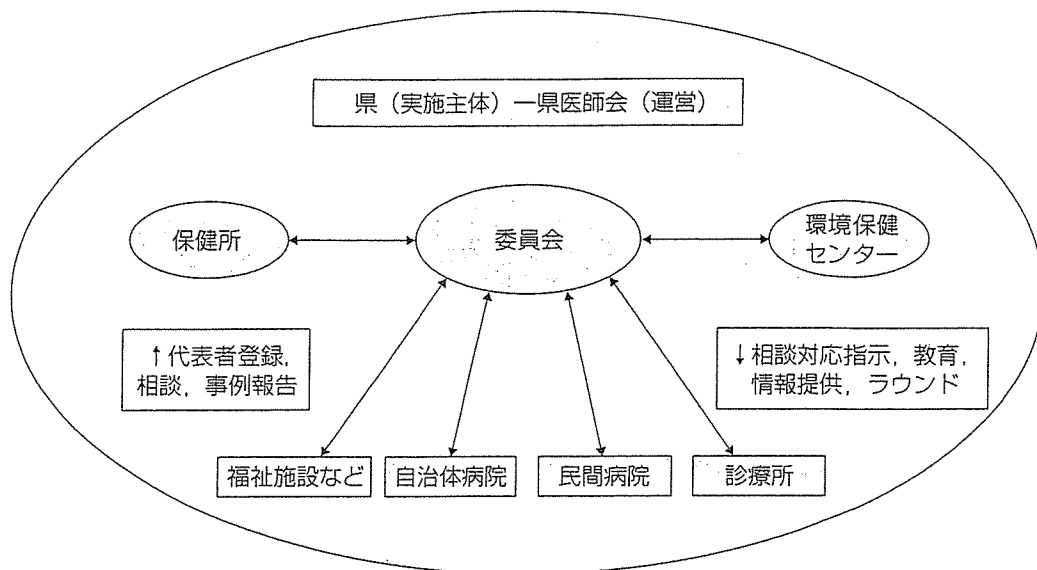 県（実施主体）ー県医師会（運営）
保健所
委員会
環境保健
センター
↑代表者登録，
相談，事例報告
↓相談対応指示，教育，
情報提供，ラウンド
福祉施設など
自治体病院
民間病院
診療所